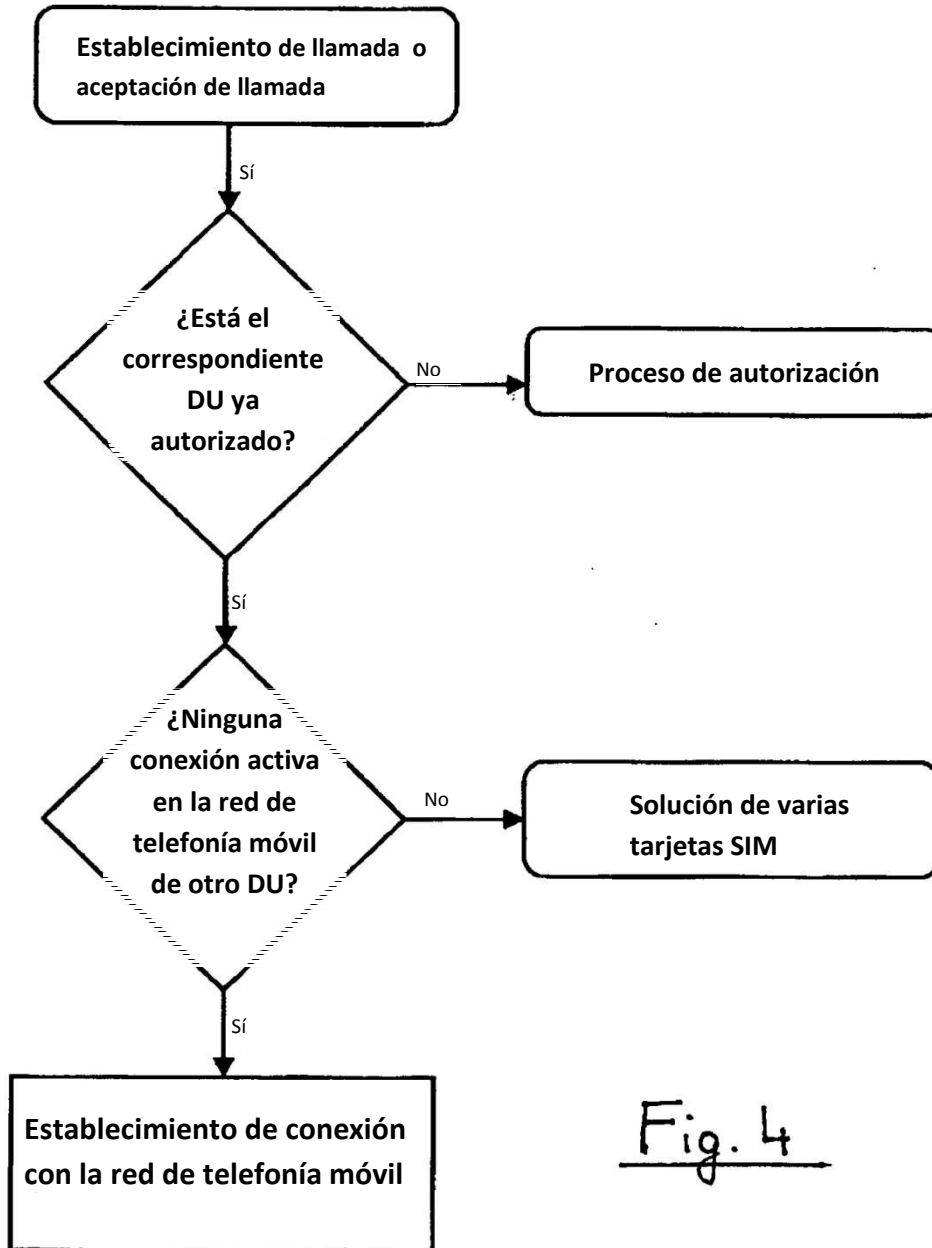 Establecimiento de llamada o
aceptación de llamada
Sí
¿Está el
correspondiente
DU ya
autorizado?
No
Proceso de autorización
Sí
¿Ninguna
conexión activa
en la red de
telefonía móvil
de otro DU?
No
Solución de varias
tarjetas SIM
Sí
Establecimiento de conexión
con la red de telefonía móvil
Fig. 4